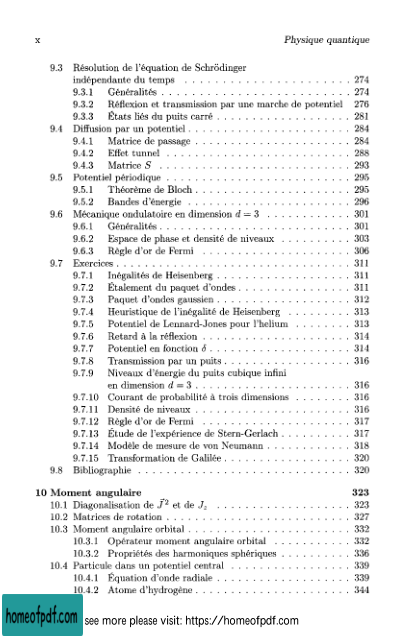 x Physique quantique
9.3 Résolution de l'équation de Schrödinger
indépendante du temps . . . . . . . . . . . . . . . . . . . . . . 274
9.3.1 Généralités . . . . . . . . . . . . . . . . . . . . . . . . . 274
9.3.2 Réflexion et transmission par une marche de potentiel 276
9.3.3 États liés du puits carré . . . . . . . . . . . . . . . . . . 281
9.4 Diffusion par un potentiel . . . . . . . . . . . . . . . . . . . . . 284
9.4.1 Matrice de passage . . . . . . . . . . . . . . . . . . . . . 284
9.4.2 Effet tunnel . . . . . . . . . . . . . . . . . . . . . . . . 288
9.4.3 Matrice S . . . . . . . . . . . . . . . . . . . . . . . . . 293
9.5 Potentiel périodique . . . . . . . . . . . . . . . . . . . . . . . . 295
9.5.1 Théorème de Bloch . . . . . . . . . . . . . . . . . . . . . 295
9.5.2 Bandes d'énergie . . . . . . . . . . . . . . . . . . . . . 296
9.6 Mécanique ondulatoire en dimension d = 3 . . . . . . . . . . . 301
9.6.1 Généralités . . . . . . . . . . . . . . . . . . . . . . . . . 301
9.6.2 Espace de phase et densité de niveaux . . . . . . . . . . 303
9.6.3 Règle d'or de Fermi . . . . . . . . . . . . . . . . . . . 306
9.7 Exercices . . . . . . . . . . . . . . . . . . . . . . . . . . . . . 311
9.7.1 Inégalités de Heisenberg . . . . . . . . . . . . . . . . . 311
9.7.2 Étalement du paquet d'ondes . . . . . . . . . . . . . . . 311
9.7.3 Paquet d'ondes gaussien . . . . . . . . . . . . . . . . . . 312
9.7.4 Heuristique de l'inégalité de Heisenberg . . . . . . . . 313
9.7.5 Potentiel de Lennard-Jones pour l'helium . . . . . . . 313
9.7.6 Retard à la réflexion . . . . . . . . . . . . . . . . . . . 314
9.7.7 Potentiel en fonction δ . . . . . . . . . . . . . . . . . . . 314
9.7.8 Transmission par un puits . . . . . . . . . . . . . . . . . 316
9.7.9 Niveaux d'énergie du puits cubique infini
en dimension d = 3 . . . . . . . . . . . . . . . . . . . . . 316
9.7.10 Courant de probabilité à trois dimensions . . . . . . . . 316
9.7.11 Densité de niveaux . . . . . . . . . . . . . . . . . . . . . 316
9.7.12 Règle d'or de Fermi . . . . . . . . . . . . . . . . . . . 317
9.7.13 Étude de l'expérience de Stern-Gerlach . . . . . . . . . . 317
9.7.14 Modèle de mesure de von Neumann . . . . . . . . . . . . 318
9.7.15 Transformation de Galilée . . . . . . . . . . . . . . . . . 320
9.8 Bibliographie . . . . . . . . . . . . . . . . . . . . . . . . . . . 320
10 Moment angulaire 323
10.1 Diagonalisation de J⃗² et de J_z . . . . . . . . . . . . . . . . . . 323
10.2 Matrices de rotation . . . . . . . . . . . . . . . . . . . . . . . . 327
10.3 Moment angulaire orbital . . . . . . . . . . . . . . . . . . . . . 332
10.3.1 Opérateur moment angulaire orbital . . . . . . . . . . . 332
10.3.2 Propriétés des harmoniques sphériques . . . . . . . . . . 336
10.4 Particule dans un potentiel central . . . . . . . . . . . . . . . . 339
10.4.1 Équation d'onde radiale . . . . . . . . . . . . . . . . . . 339
10.4.2 Atome d'hydrogène . . . . . . . . . . . . . . . . . . . . . 344
homeofpdf.com see more please visit: https://homeofpdf.com